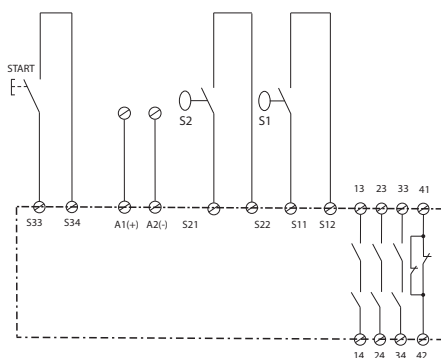 START
S2
S1
13 23 33 41
S33 S34 A1(+) A2(-) S21 S22 S11 S12
14 24 34 42